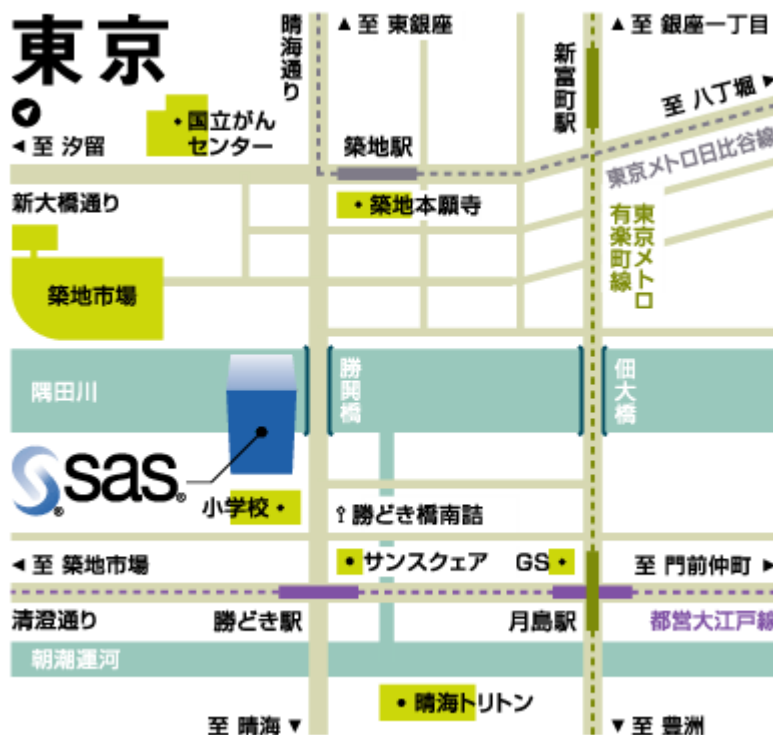 東京
晴海通り
▲至 東銀座
新富町駅
▲至 銀座一丁目
至 八丁堀▶
・国立がん
センター
◀至 汐留
築地駅
東京メトロ日比谷線
新大橋通り
・築地本願寺
東京メトロ
有楽町線
築地市場
隅田川
勝鬨橋
佃大橋
sas®
小学校・
勝どき橋南詰
◀至 築地市場
・サンスクェア
GS・
至 門前仲町▶
清澄通り
勝どき駅
月島駅
都営大江戸線
朝潮運河
・晴海トリトン
至 晴海▼
▼至 豊洲